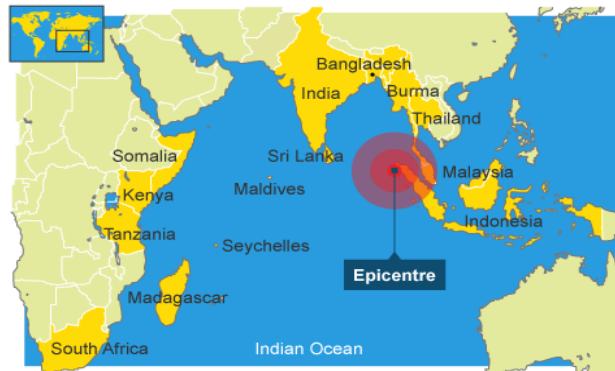 Bangladesh
India
Burma
Thailand
Somalia
Sri Lanka
Malaysia
Kenya
Maldives
Indonesia
Tanzania
Seychelles
Epicentre
Madagascar
South Africa
Indian Ocean